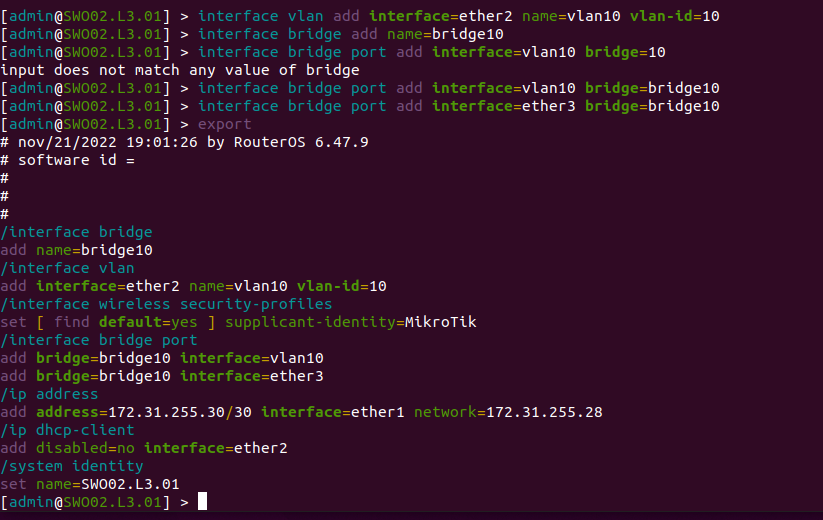 [admin@SWO02.L3.01] > interface vlan add interface=ether2 name=vlan10 vlan-id=10
[admin@SWO02.L3.01] > interface bridge add name=bridge10
[admin@SWO02.L3.01] > interface bridge port add interface=vlan10 bridge=10
input does not match any value of bridge
[admin@SWO02.L3.01] > interface bridge port add interface=vlan10 bridge=bridge10
[admin@SWO02.L3.01] > interface bridge port add interface=ether3 bridge=bridge10
[admin@SWO02.L3.01] > export
# nov/21/2022 19:01:26 by RouterOS 6.47.9
# software id =
#
#
#
/interface bridge
add name=bridge10
/interface vlan
add interface=ether2 name=vlan10 vlan-id=10
/interface wireless security-profiles
set [ find default=yes ] supplicant-identity=MikroTik
/interface bridge port
add bridge=bridge10 interface=vlan10
add bridge=bridge10 interface=ether3
/ip address
add address=172.31.255.30/30 interface=ether1 network=172.31.255.28
/ip dhcp-client
add disabled=no interface=ether2
/system identity
set name=SWO02.L3.01
[admin@SWO02.L3.01] >